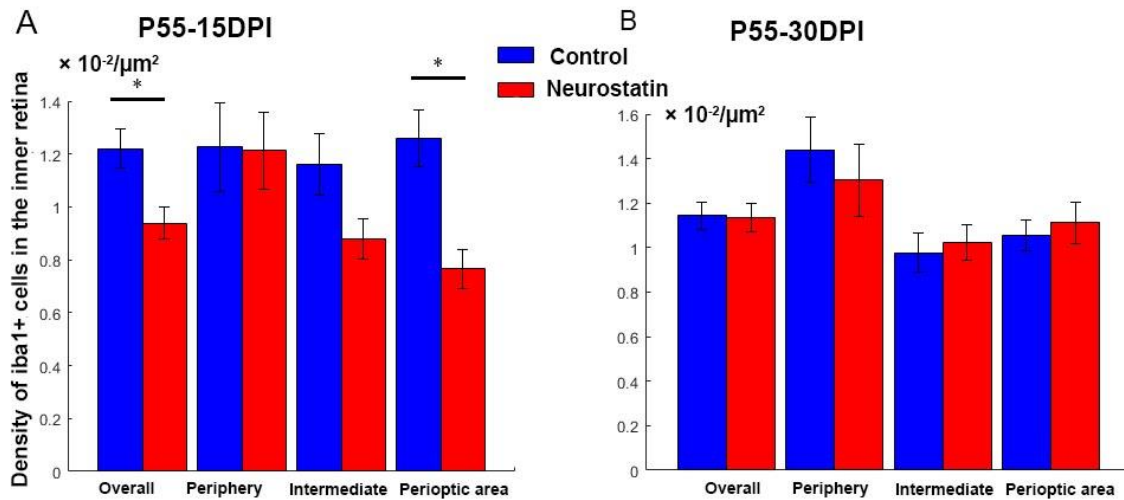 A
P55-15DPI
× 10-2/µm2
*
*
Control
Neurostatin
B
P55-30DPI
× 10-2/µm2
Density of iba1+ cells in the inner retina
1.4
1.2
1
0.8
0.6
0.4
0.2
0
Overall Periphery Intermediate Perioptic area
1.6
1.4
1.2
1
0.8
0.6
0.4
0.2
0
Overall Periphery Intermediate Perioptic area